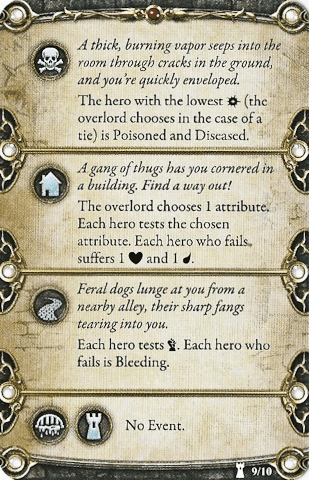 A thick, burning vapor seeps into the
room through cracks in the ground,
and you're quickly enveloped.
The hero with the lowest (the
overlord chooses in the case of a
tie) is Poisoned and Diseased.
A gang of thugs has you cornered in
a building. Find a way out!
The overlord chooses 1 attribute.
Each hero tests the chosen
attribute. Each hero who fails
suffers 1 and 1 .
Feral dogs lunge at you from a
nearby alley, their sharp fangs
tearing into you.
Each hero tests . Each hero who
fails is Bleeding.
No Event.
9/10